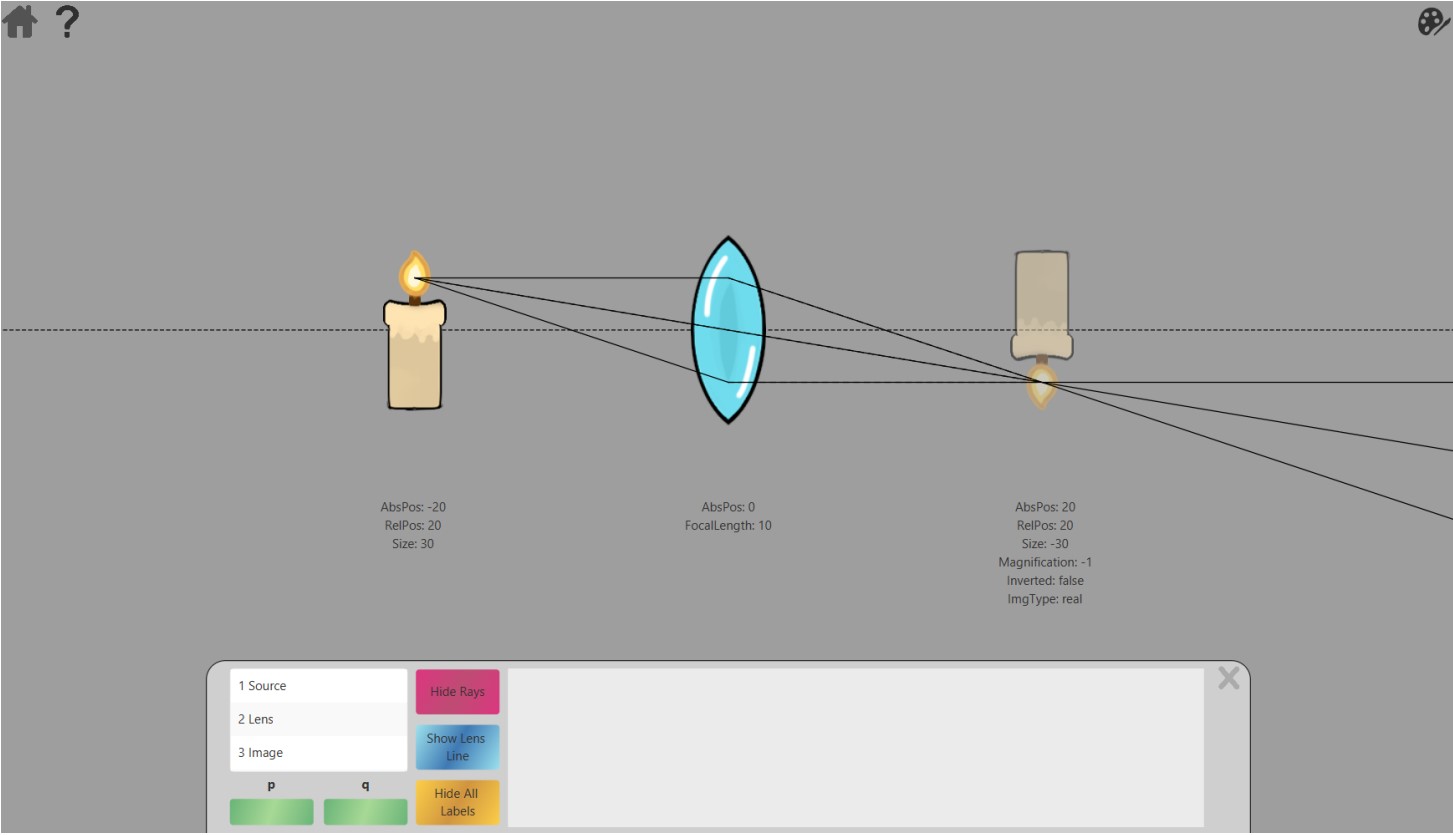 ?
AbsPos: -20
RelPos: 20
Size: 30
AbsPos: 0
FocalLength: 10
AbsPos: 20
RelPos: 20
Size: -30
Magnification: -1
Inverted: false
ImgType: real
1 Source
2 Lens
3 Image
p
q
Hide Rays
Show Lens
Line
Hide All
Labels